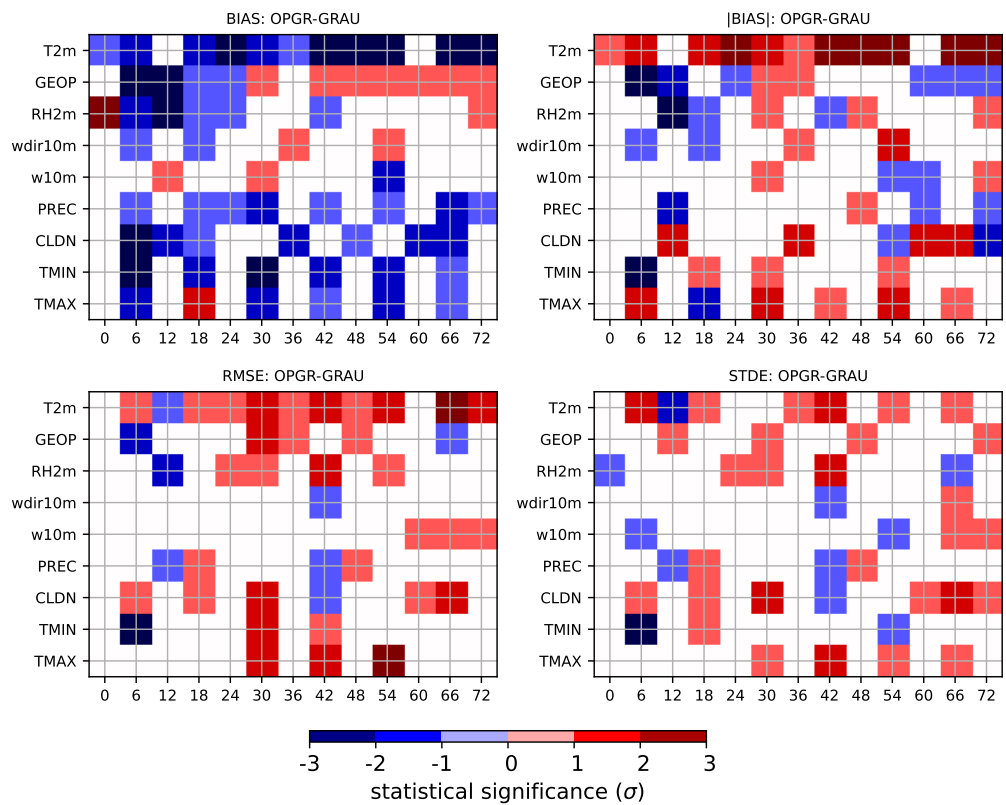 BIAS: OPGR-GRAU
T2m
GEOP
RH2m
wdir10m
w10m
PREC
CLDN
TMIN
TMAX
0 6 12 18 24 30 36 42 48 54 60 66 72
|BIAS|: OPGR-GRAU
T2m
GEOP
RH2m
wdir10m
w10m
PREC
CLDN
TMIN
TMAX
0 6 12 18 24 30 36 42 48 54 60 66 72
RMSE: OPGR-GRAU
T2m
GEOP
RH2m
wdir10m
w10m
PREC
CLDN
TMIN
TMAX
0 6 12 18 24 30 36 42 48 54 60 66 72
STDE: OPGR-GRAU
T2m
GEOP
RH2m
wdir10m
w10m
PREC
CLDN
TMIN
TMAX
0 6 12 18 24 30 36 42 48 54 60 66 72
-3 -2 -1 0 1 2 3
statistical significance (σ)